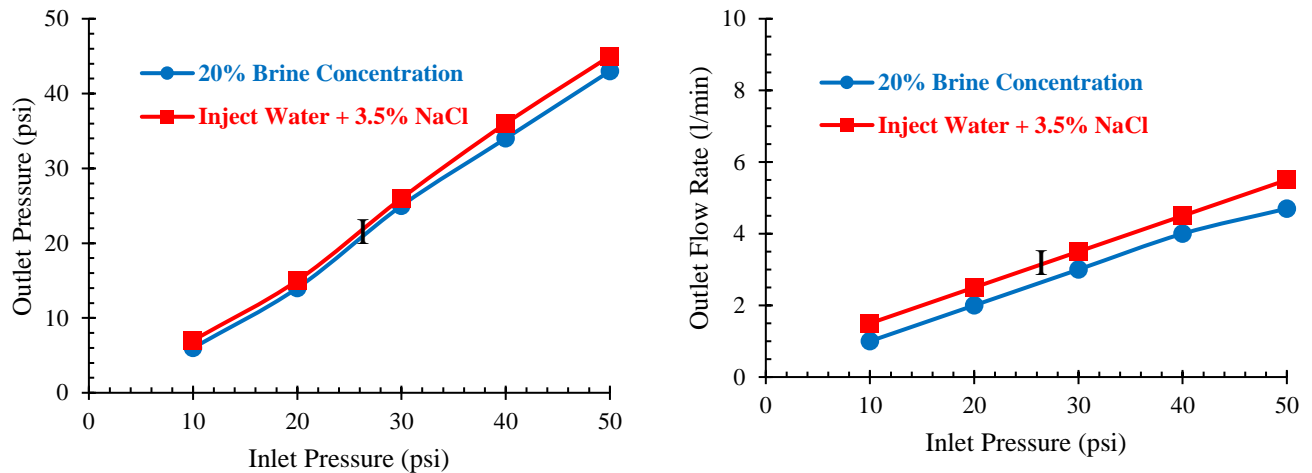 50
40
30
20
10
0
Outlet Pressure (psi)
20% Brine Concentration
Inject Water + 3.5% NaCl
I
0 10 20 30 40 50
Inlet Pressure (psi)
10
8
6
4
2
0
Outlet Flow Rate (l/min)
20% Brine Concentration
Inject Water + 3.5% NaCl
I
0 10 20 30 40 50
Inlet Pressure (psi)